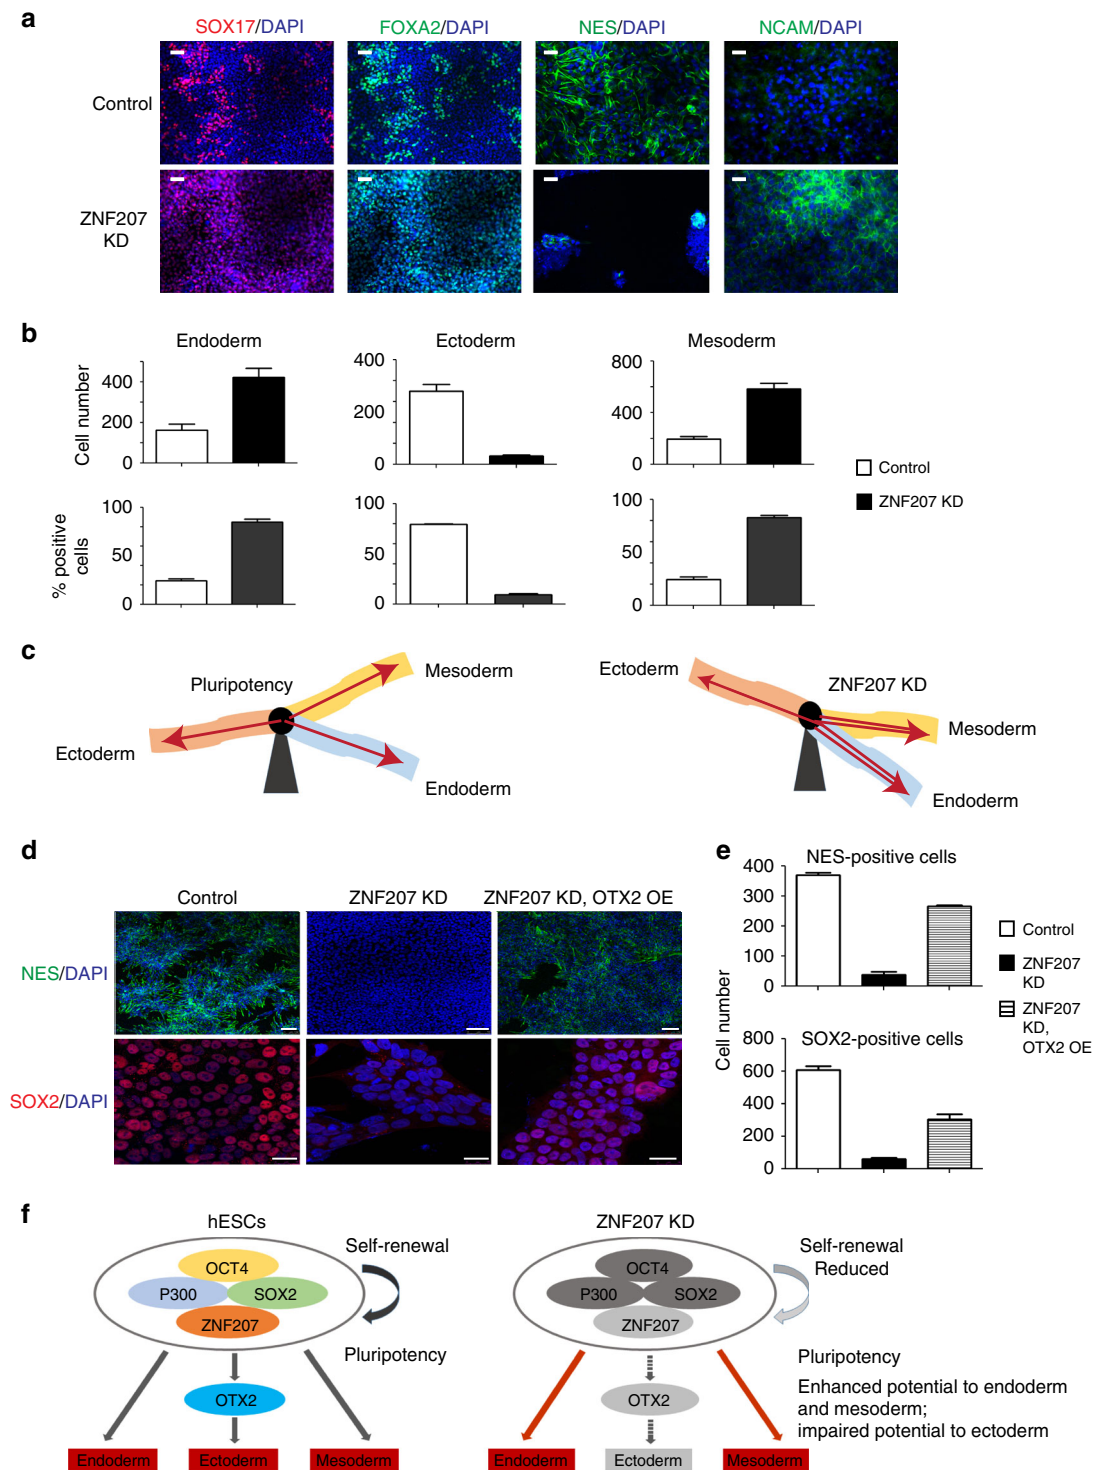 a
SOX17/DAPI
FOXA2/DAPI
NES/DAPI
NCAM/DAPI
Control
ZNF207
KD
b
Endoderm
Ectoderm
Mesoderm
Cell number
400
200
0
400
200
0
800
400
0
Control
ZNF207 KD
% positive
cells
100
50
0
100
50
0
100
50
0
c
Pluripotency
Mesoderm
Ectoderm
Endoderm
Ectoderm
ZNF207 KD
Mesoderm
Endoderm
d
Control
ZNF207 KD
ZNF207 KD, OTX2 OE
NES/DAPI
SOX2/DAPI
e
NES-positive cells
400
300
200
100
0
Cell number
Control
ZNF207
KD
ZNF207
KD,
OTX2 OE
SOX2-positive cells
800
600
400
200
0
f
hESCs
OCT4
P300
SOX2
ZNF207
Self-renewal
Pluripotency
OTX2
Endoderm
Ectoderm
Mesoderm
ZNF207 KD
OCT4
P300
SOX2
ZNF207
Self-renewal
Reduced
Pluripotency
Enhanced potential to endoderm
and mesoderm;
impaired potential to ectoderm
OTX2
Endoderm
Ectoderm
Mesoderm